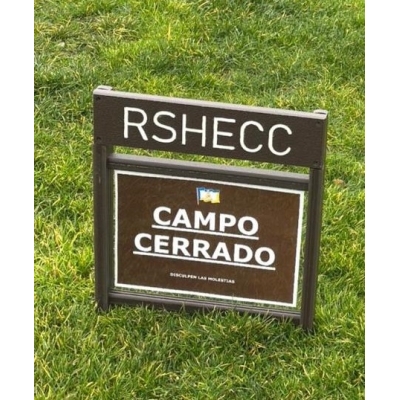 RSHECC
CAMPO
CERRADO
DISCULPEN LAS MOLESTIAS